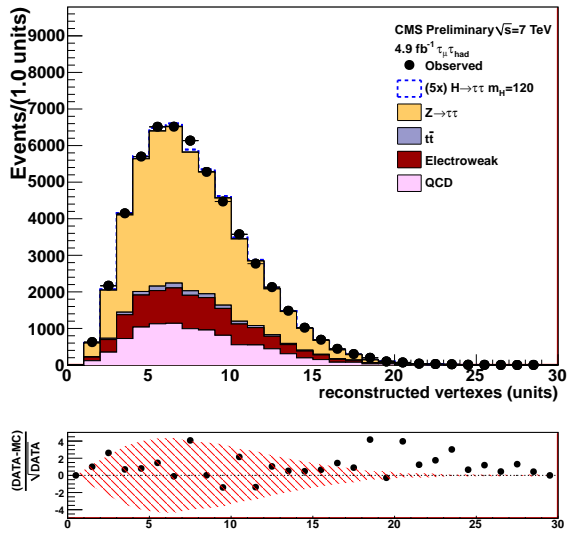 CMS Preliminary √s=7 TeV
4.9 fb⁻¹ τμτhad
Observed
(5x) H→ττ mH=120
Z→ττ
tt̄
Electroweak
QCD
Events/(1.0 units)
9000
8000
7000
6000
5000
4000
3000
2000
1000
0
0 5 10 15 20 25 30
reconstructed vertexes (units)
(DATA-MC)
√DATA
4
2
0
-2
-4
0 5 10 15 20 25 30